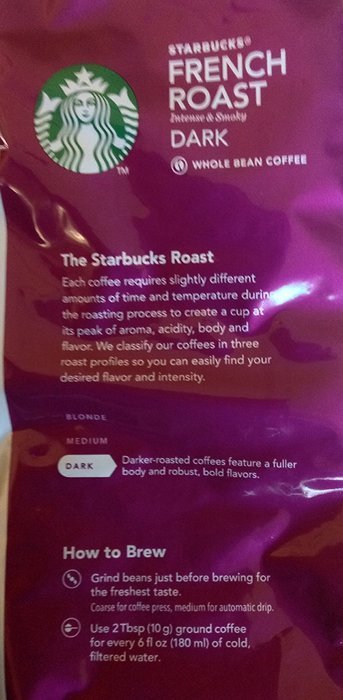 STARBUCKS®
FRENCH
ROAST
Intense & Smoky
DARK
WHOLE BEAN COFFEE
TM
The Starbucks Roast
Each coffee requires slightly different
amounts of time and temperature during
the roasting process to create a cup at
its peak of aroma, acidity, body and
flavor. We classify our coffees in three
roast profiles so you can easily find your
desired flavor and intensity.
BLONDE
MEDIUM
DARK Darker-roasted coffees feature a fuller
body and robust, bold flavors.
How to Brew
Grind beans just before brewing for
the freshest taste.
Coarse for coffee press, medium for automatic drip.
Use 2 Tbsp (10 g) ground coffee
for every 6 fl oz (180 ml) of cold,
filtered water.